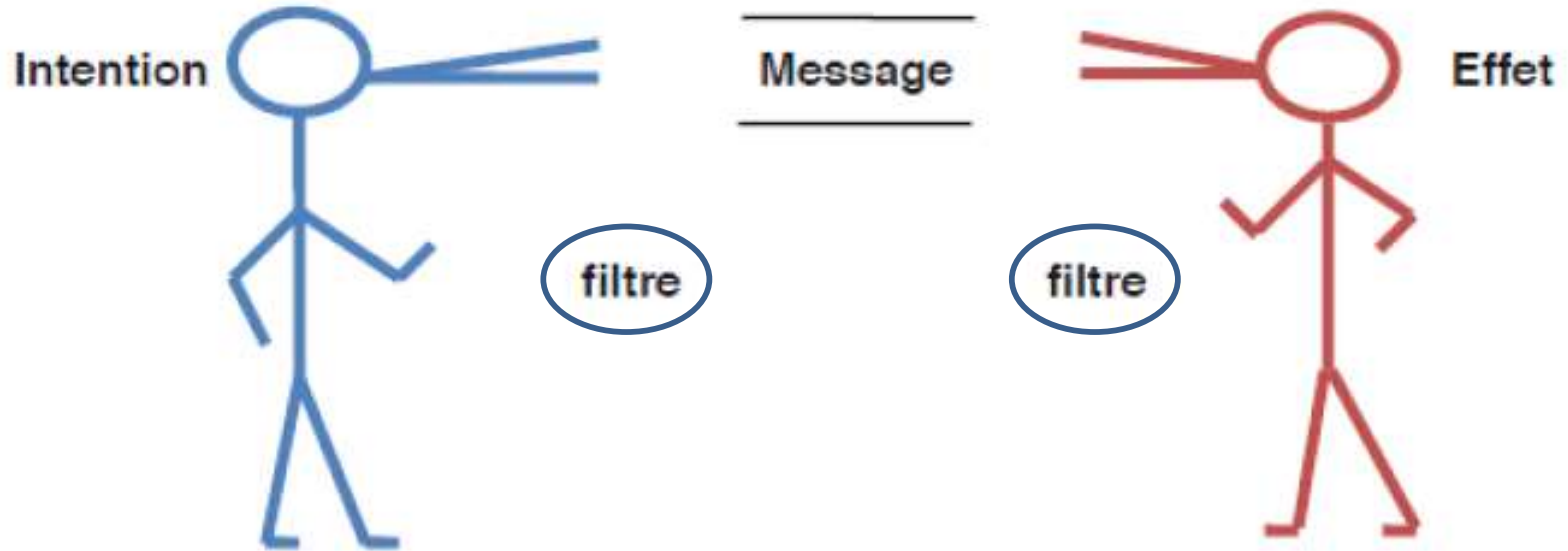 Intention
Message
Effet
filtre
filtre